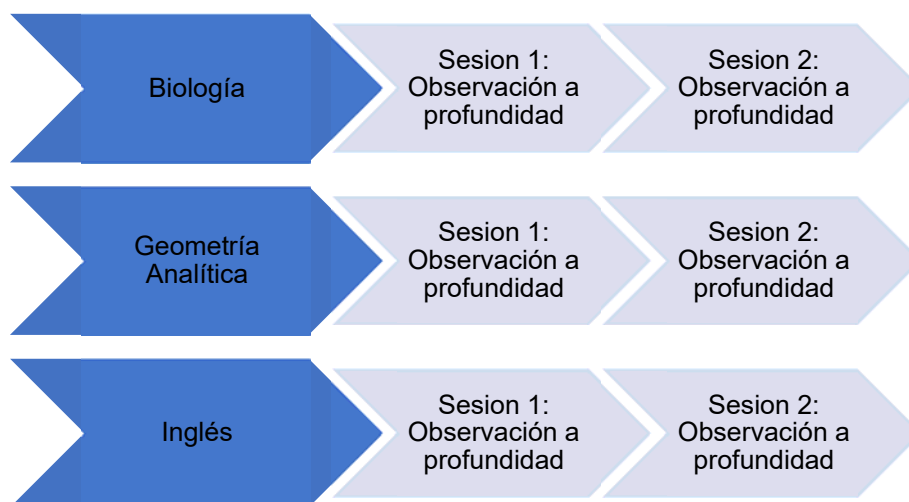 Biología
Sesion 1:
Observación a
profundidad
Sesion 2:
Observación a
profundidad
Geometría
Analítica
Sesion 1:
Observación a
profundidad
Sesion 2:
Observación a
profundidad
Inglés
Sesion 1:
Observación a
profundidad
Sesion 2:
Observación a
profundidad